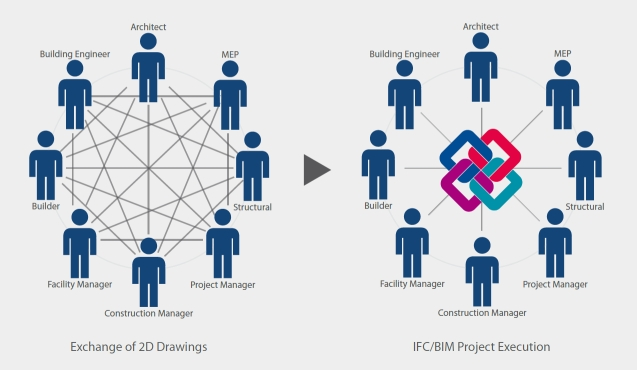 Architect
Building Engineer
MEP
Builder
Structural
Facility Manager
Project Manager
Construction Manager
Exchange of 2D Drawings
Architect
Building Engineer
MEP
Builder
Structural
Facility Manager
Project Manager
Construction Manager
IFC/BIM Project Execution